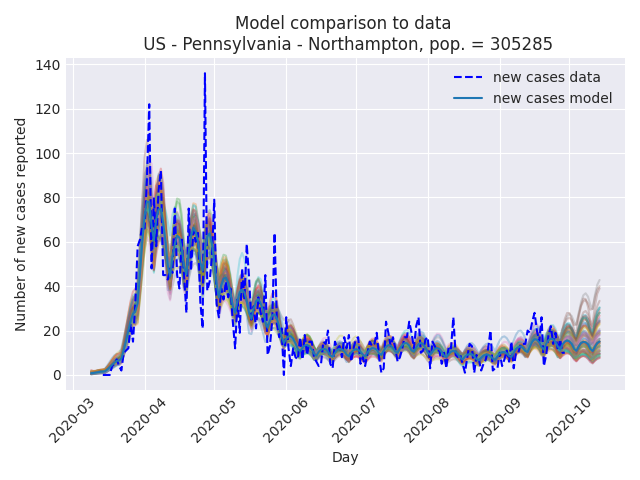 Model comparison to data
US - Pennsylvania - Northampton, pop. = 305285
new cases data
new cases model
Number of new cases reported
140
120
100
80
60
40
20
0
2020-03
2020-04
2020-05
2020-06
2020-07
2020-08
2020-09
2020-10
Day